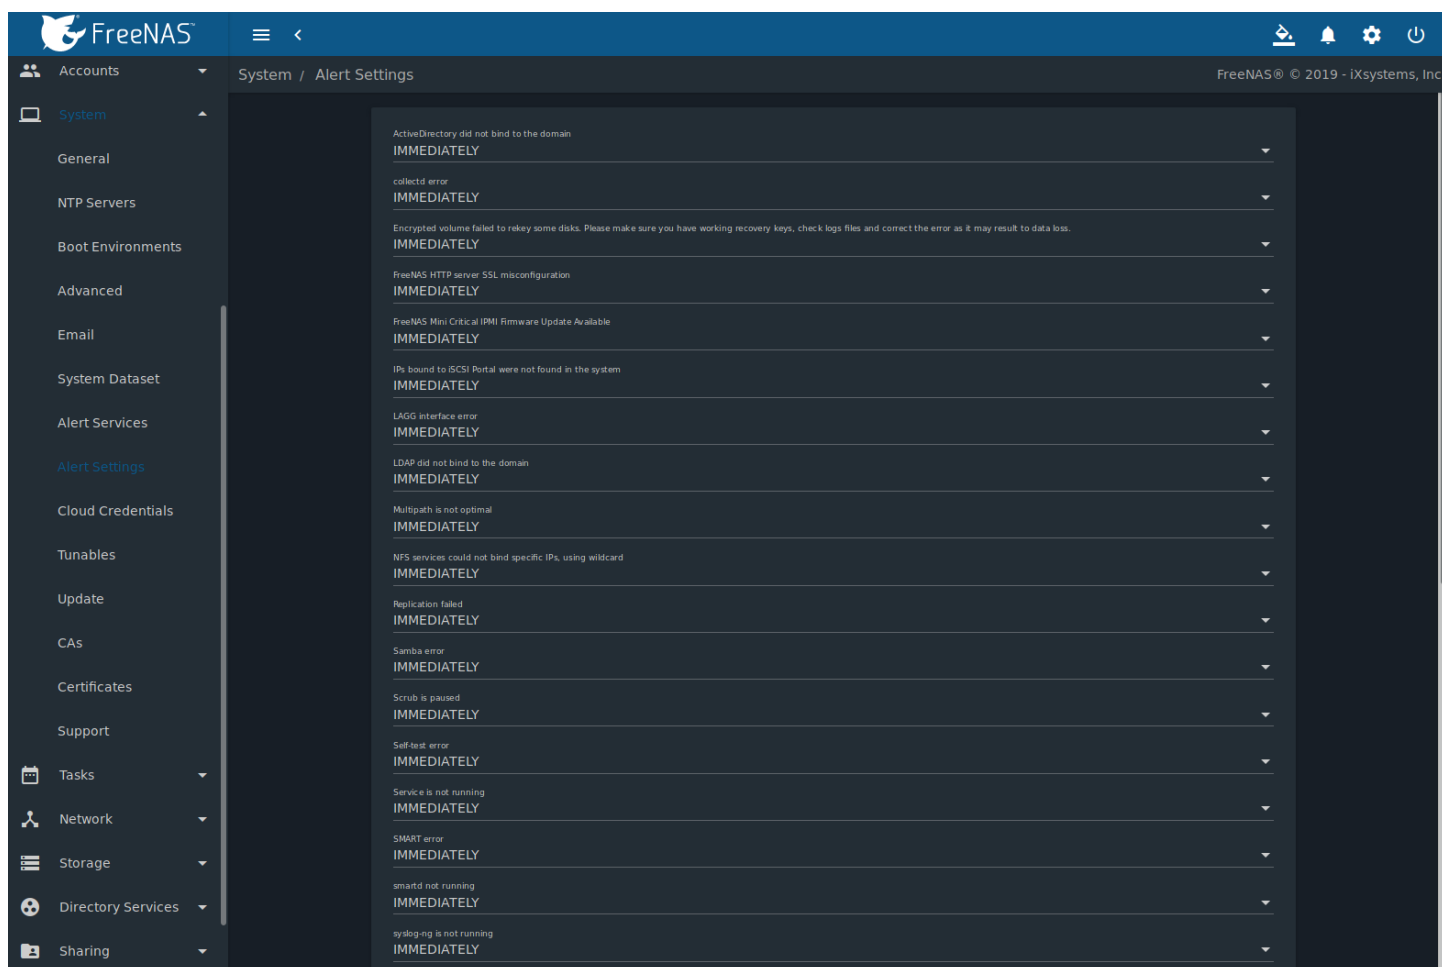 FreeNAS™
Accounts
System / Alert Settings
FreeNAS® © 2019 - iXsystems, Inc
System
General
NTP Servers
Boot Environments
Advanced
Email
System Dataset
Alert Services
Alert Settings
Cloud Credentials
Tunables
Update
CAs
Certificates
Support
Tasks
Network
Storage
Directory Services
Sharing
ActiveDirectory did not bind to the domain
IMMEDIATELY
collectd error
IMMEDIATELY
Encrypted volume failed to rekey some disks. Please make sure you have working recovery keys, check logs files and correct the error as it may result to data loss.
IMMEDIATELY
FreeNAS HTTP server SSL misconfiguration
IMMEDIATELY
FreeNAS Mini Critical IPMI Firmware Update Available
IMMEDIATELY
IPs bound to iSCSI Portal were not found in the system
IMMEDIATELY
LAGG interface error
IMMEDIATELY
LDAP did not bind to the domain
IMMEDIATELY
Multipath is not optimal
IMMEDIATELY
NFS services could not bind specific IPs, using wildcard
IMMEDIATELY
Replication failed
IMMEDIATELY
Samba error
IMMEDIATELY
Scrub is paused
IMMEDIATELY
Self-test error
IMMEDIATELY
Service is not running
IMMEDIATELY
SMART error
IMMEDIATELY
smartd not running
IMMEDIATELY
syslog-ng is not running
IMMEDIATELY